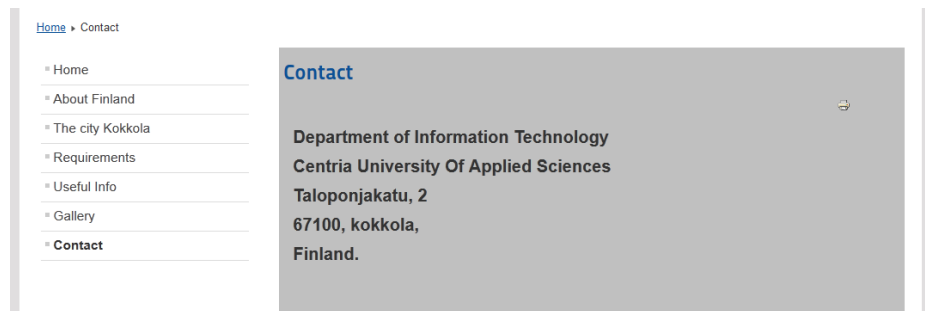 Home ▸ Contact
Home
About Finland
The city Kokkola
Requirements
Useful Info
Gallery
Contact
Contact
Department of Information Technology
Centria University Of Applied Sciences
Taloponjakatu, 2
67100, kokkola,
Finland.